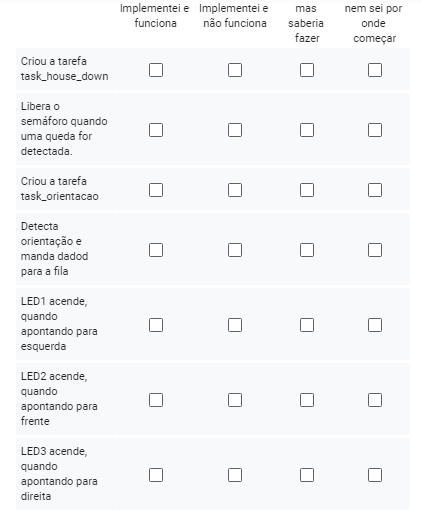 Implementei e
funciona
Implementei e
não funciona
mas
saberia
fazer
nem sei por
onde
começar
Criou a tarefa
task_house_down
Libera o
semáforo quando
uma queda for
detectada.
Criou a tarefa
task_orientacao
Detecta
orientação e
manda dadod
para a fila
LED1 acende,
quando
apontando para
esquerda
LED2 acende,
quando
apontando para
frente
LED3 acende,
quando
apontando para
direita